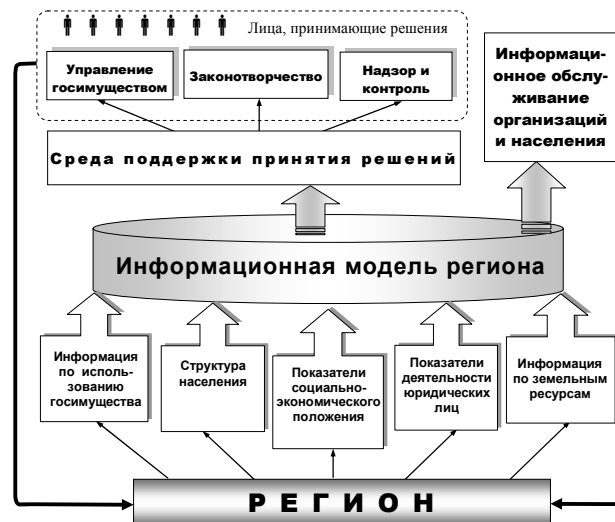 Лица, принимающие решения
Управление
госимуществом
Законотворчество
Надзор и
контроль
Информаци-
онное обслу-
живание
организаций
и населения
Среда поддержки принятия решений
Информационная модель региона
Информация
по исполь-
зованию
госимущества
Структура
населения
Показатели
социально-
экономического
положения
Показатели
деятельности
юридических
лиц
Информация
по земельным
ресурсам
РЕГИОН